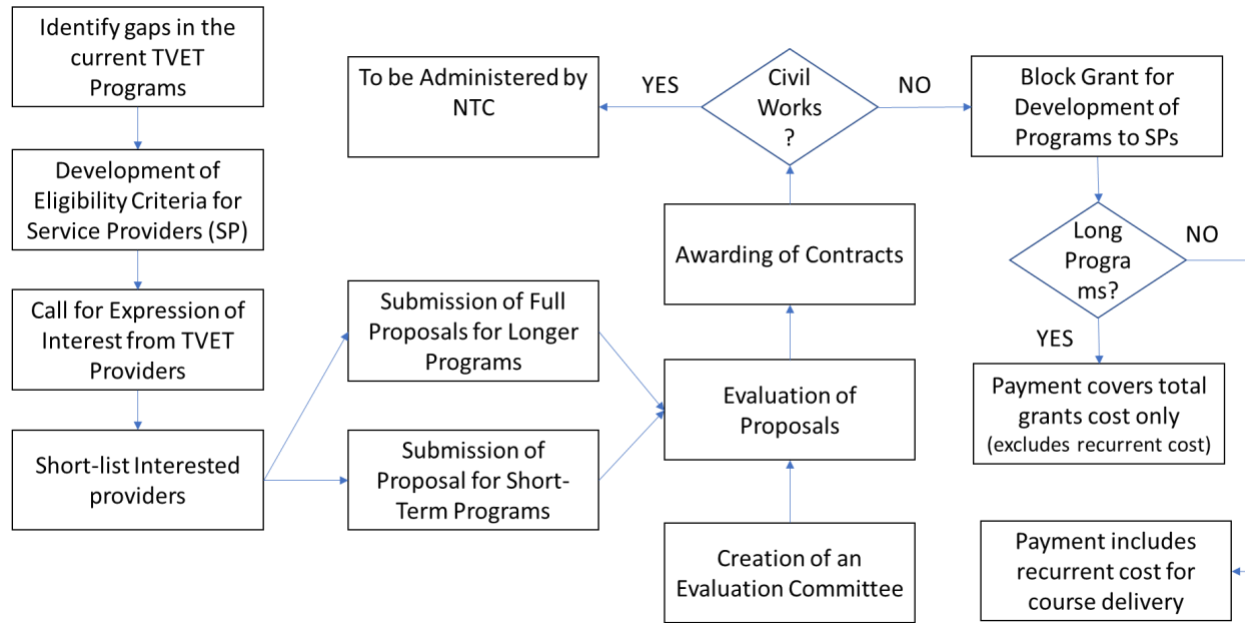 Identify gaps in the
current TVET
Programs
Development of
Eligibility Criteria for
Service Providers (SP)
Call for Expression of
Interest from TVET
Providers
Short-list Interested
providers
Submission of Full
Proposals for Longer
Programs
Submission of
Proposal for Short-
Term Programs
Creation of an
Evaluation Committee
Evaluation of
Proposals
Awarding of Contracts
Civil
Works
?
YES
To be Administered by
NTC
NO
Block Grant for
Development of
Programs to SPs
Long
Progra
ms?
YES
Payment covers total
grants cost only
(excludes recurrent cost)
NO
Payment includes
recurrent cost for
course delivery